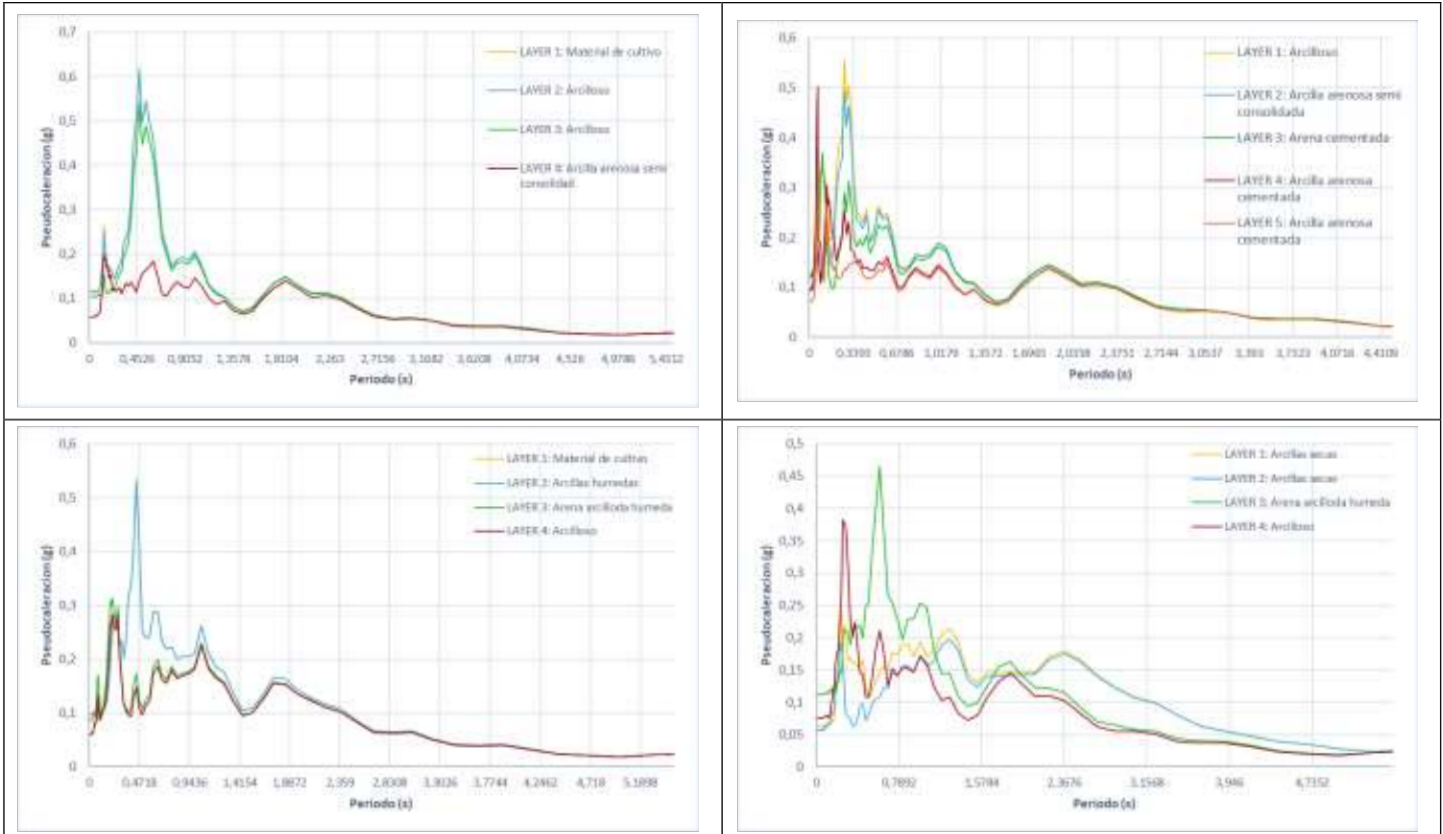 0,7
0,6
0,5
0,4
0,3
0,2
0,1
0
Pseudocaleracion (g)
LAYER 1: Material de cultivo
LAYER 2: Arcilloso
LAYER 3: Arcilloso
LAYER 4: Arcilla arenosa semi
consolidad
0 0,4526 0,9052 1,3578 1,8104 2,263 2,7156 3,1682 3,6208 4,0734 4,526 4,9786 5,4312
Periodo (s)
0,6
0,5
0,4
0,3
0,2
0,1
0
Pseudocaleracion (g)
LAYER 1: Arcilloso
LAYER 2: Arcilla arenosa semi
consolidada
LAYER 3: Arena cementada
LAYER 4: Arcilla arenosa
cementada
LAYER 5: Arcilla arenosa
cementada
0 0,3393 0,6786 1,0179 1,3572 1,6965 2,0358 2,3751 2,7144 3,0537 3,393 3,7323 4,0716 4,4109
Periodo (s)
0,6
0,5
0,4
0,3
0,2
0,1
0
Pseudocaleracion (g)
LAYER 1: Material de cultivo
LAYER 2: Arcillas humedas
LAYER 3: Arena arcilloda humeda
LAYER 4: Arcilloso
0 0,4718 0,9436 1,4154 1,8872 2,359 2,8308 3,3026 3,7744 4,2462 4,718 5,1898
Periodo (s)
0,5
0,45
0,4
0,35
0,3
0,25
0,2
0,15
0,1
0,05
0
Pseudocaleracion (g)
LAYER 1: Arcillas secas
LAYER 2: Arcillas secas
LAYER 3: Arena arcilloda humeda
LAYER 4: Arcilloso
0 0,7892 1,5784 2,3676 3,1568 3,946 4,7352
Periodo (s)